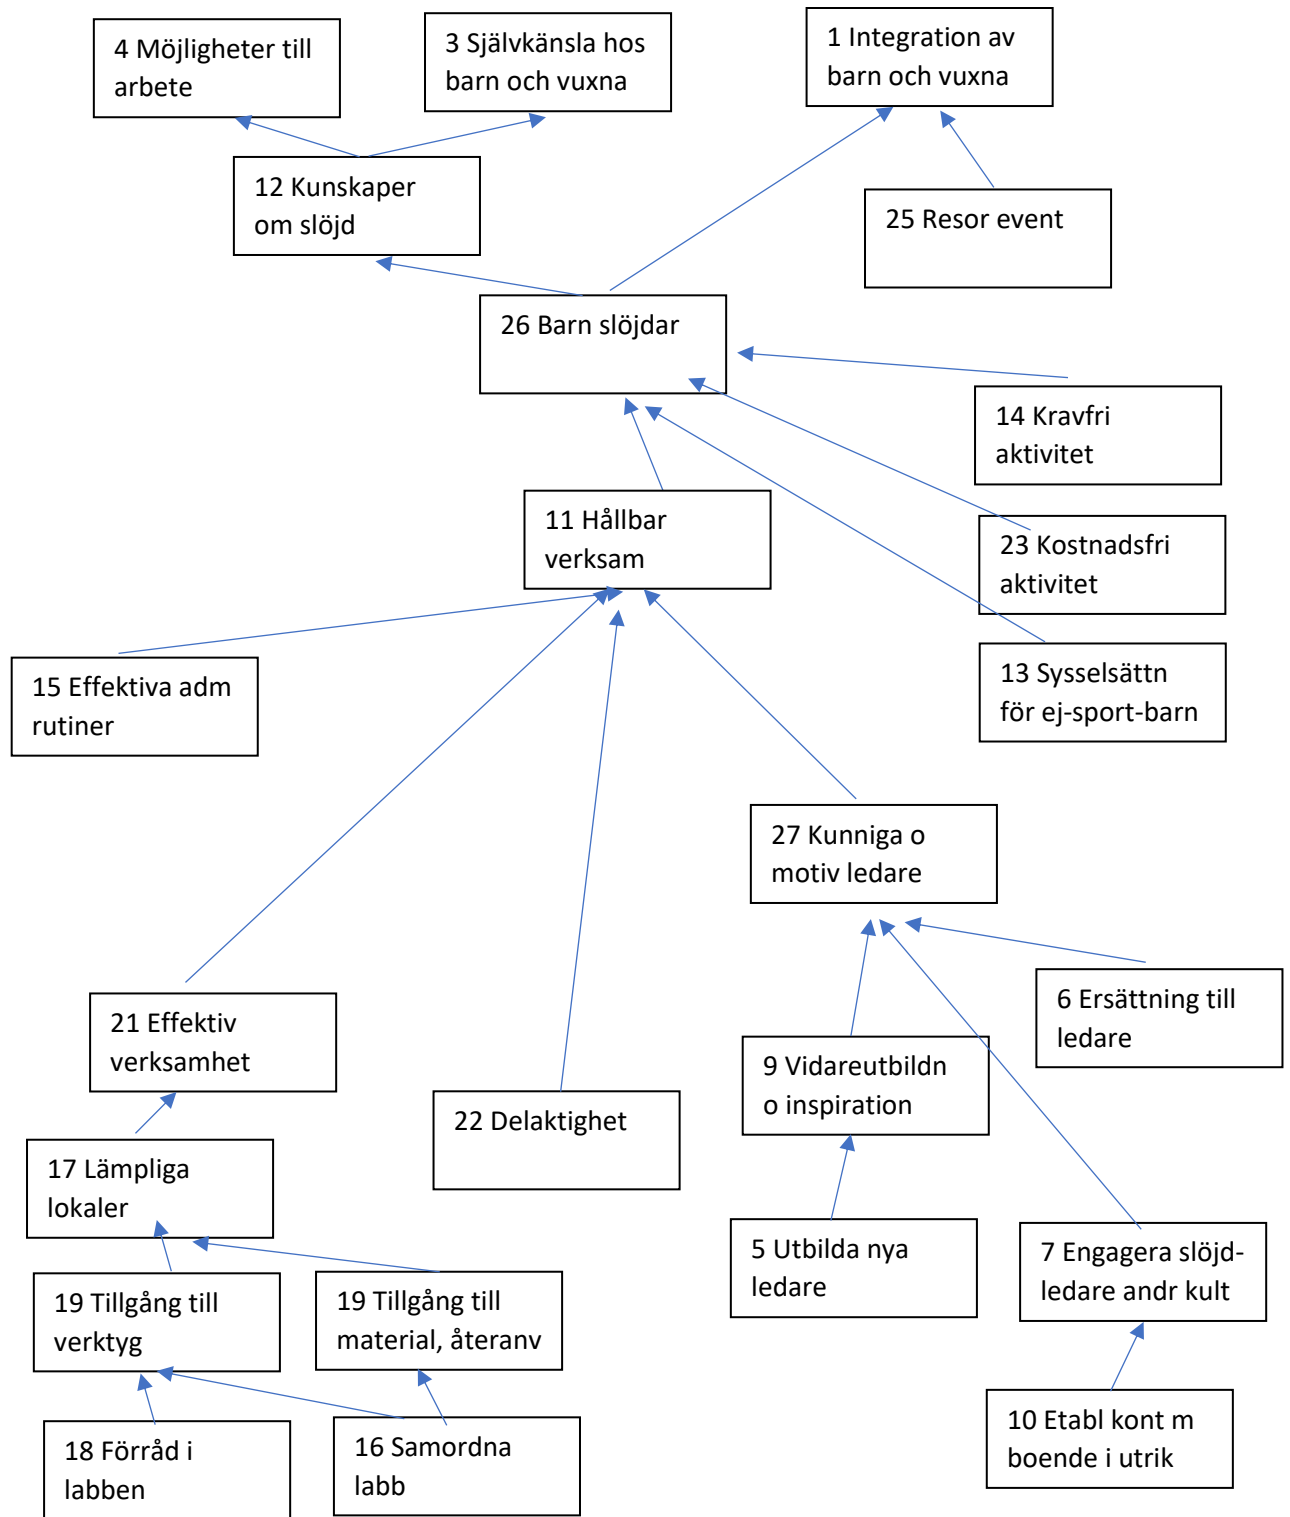 4 Möjligheter till
arbete
3 Självkänsla hos
barn och vuxna
1 Integration av
barn och vuxna
12 Kunskaper
om slöjd
25 Resor event
26 Barn slöjdar
14 Kravfri
aktivitet
11 Hållbar
verksam
23 Kostnadsfri
aktivitet
15 Effektiva adm
rutiner
13 Sysselsättn
för ej-sport-barn
27 Kunniga o
motiv ledare
21 Effektiv
verksamhet
6 Ersättning till
ledare
9 Vidareutbildn
o inspiration
22 Delaktighet
17 Lämpliga
lokaler
5 Utbilda nya
ledare
7 Engagera slöjd-
ledare andr kult
19 Tillgång till
verktyg
19 Tillgång till
material, återanv
10 Etabl kont m
boende i utrik
18 Förråd i
labben
16 Samordna
labb